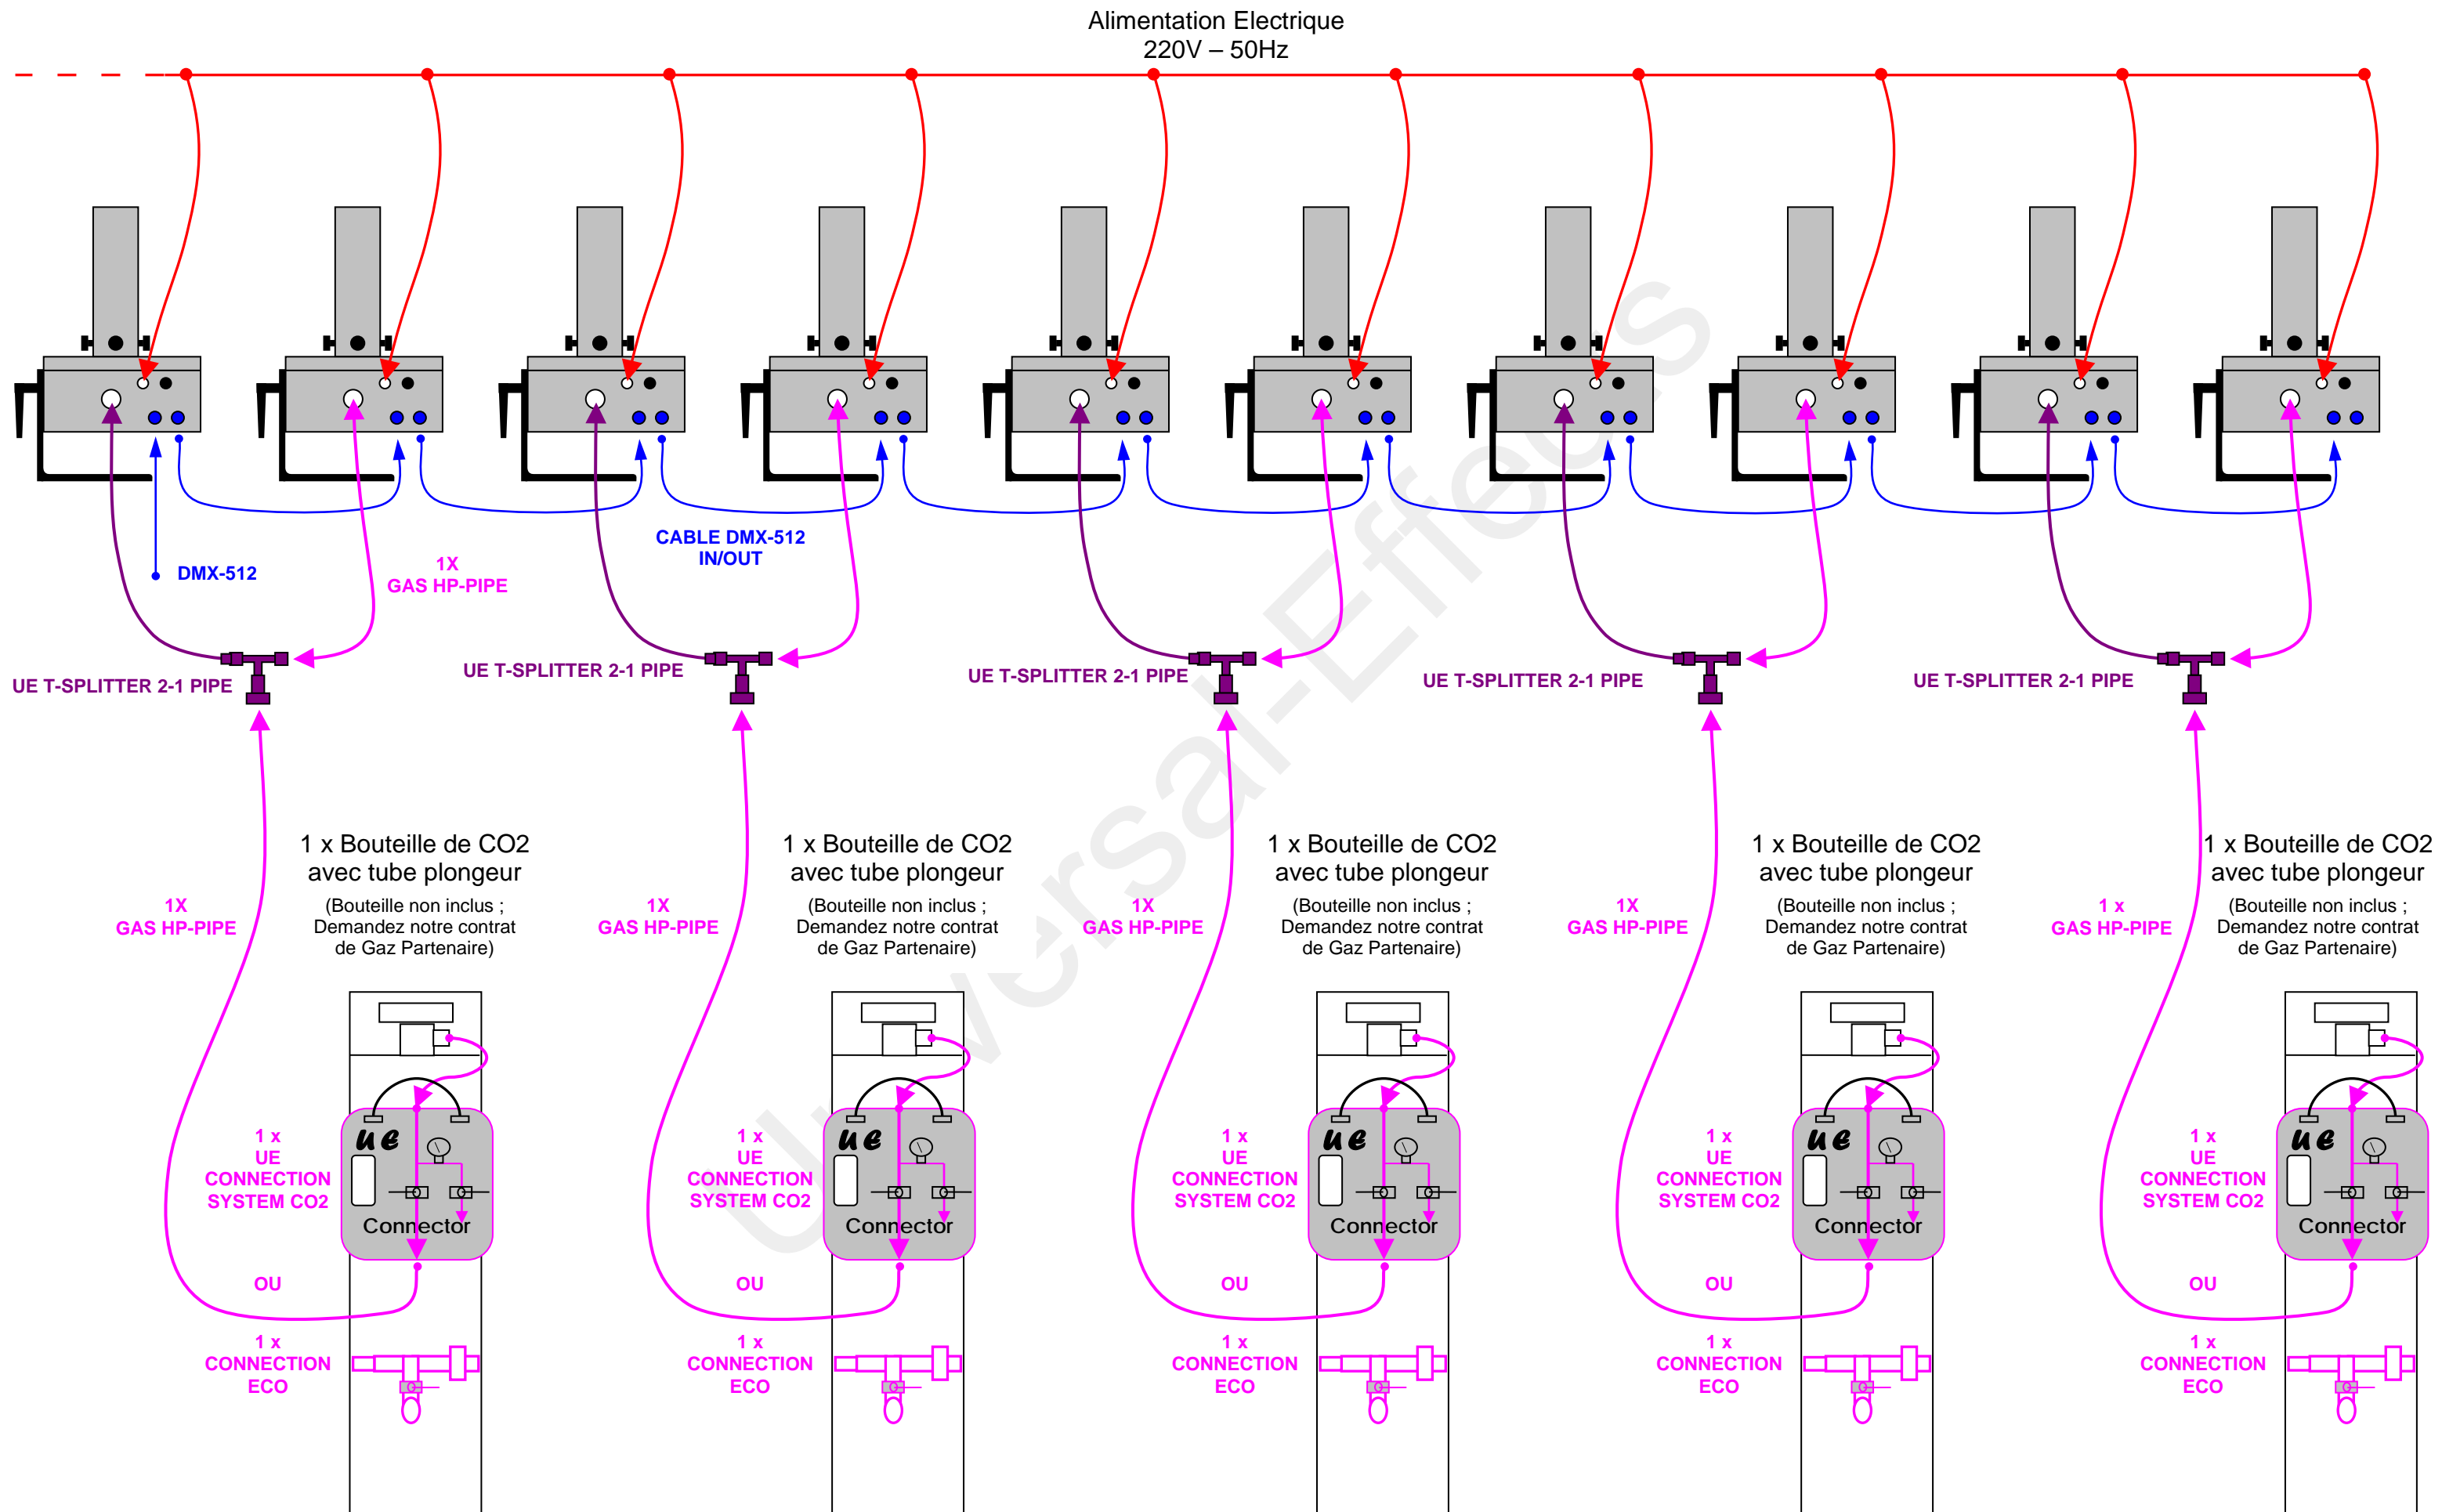 Alimentation Electrique
220V – 50Hz
CABLE DMX-512
IN/OUT
DMX-512
1X
GAS HP-PIPE
UE T-SPLITTER 2-1 PIPE
UE T-SPLITTER 2-1 PIPE
UE T-SPLITTER 2-1 PIPE
UE T-SPLITTER 2-1 PIPE
UE T-SPLITTER 2-1 PIPE
1 x Bouteille de CO2
avec tube plongeur
(Bouteille non inclus ;
Demandez notre contrat
de Gaz Partenaire)
1 x Bouteille de CO2
avec tube plongeur
(Bouteille non inclus ;
Demandez notre contrat
de Gaz Partenaire)
1 x Bouteille de CO2
avec tube plongeur
(Bouteille non inclus ;
Demandez notre contrat
de Gaz Partenaire)
1 x Bouteille de CO2
avec tube plongeur
(Bouteille non inclus ;
Demandez notre contrat
de Gaz Partenaire)
1 x Bouteille de CO2
avec tube plongeur
(Bouteille non inclus ;
Demandez notre contrat
de Gaz Partenaire)
1X
GAS HP-PIPE
1X
GAS HP-PIPE
1X
GAS HP-PIPE
1X
GAS HP-PIPE
1 x
GAS HP-PIPE
1 x
UE
CONNECTION
SYSTEM CO2
OU
1 x
CONNECTION
ECO
ue
Connector
1 x
UE
CONNECTION
SYSTEM CO2
OU
1 x
CONNECTION
ECO
ue
Connector
1 x
UE
CONNECTION
SYSTEM CO2
OU
1 x
CONNECTION
ECO
ue
Connector
1 x
UE
CONNECTION
SYSTEM CO2
OU
1 x
CONNECTION
ECO
ue
Connector
1 x
UE
CONNECTION
SYSTEM CO2
OU
1 x
CONNECTION
ECO
ue
Connector